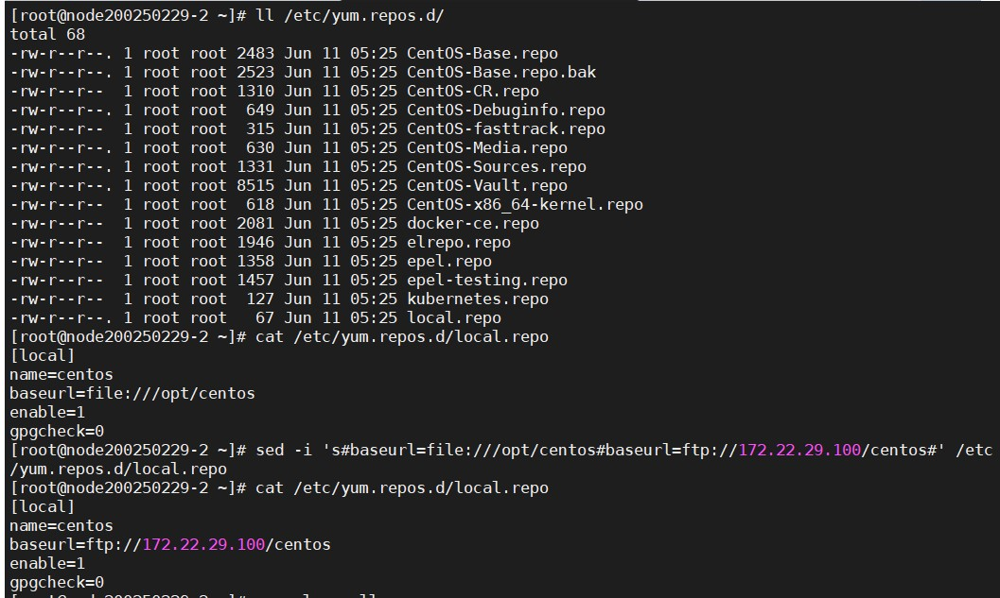 [root@node200250229-2 ~]# ll /etc/yum.repos.d/
total 68
-rw-r--r--. 1 root root 2483 Jun 11 05:25 CentOS-Base.repo
-rw-r--r--. 1 root root 2523 Jun 11 05:25 CentOS-Base.repo.bak
-rw-r--r--  1 root root 1310 Jun 11 05:25 CentOS-CR.repo
-rw-r--r--. 1 root root  649 Jun 11 05:25 CentOS-Debuginfo.repo
-rw-r--r--. 1 root root  315 Jun 11 05:25 CentOS-fasttrack.repo
-rw-r--r--. 1 root root  630 Jun 11 05:25 CentOS-Media.repo
-rw-r--r--. 1 root root 1331 Jun 11 05:25 CentOS-Sources.repo
-rw-r--r--. 1 root root 8515 Jun 11 05:25 CentOS-Vault.repo
-rw-r--r--  1 root root  618 Jun 11 05:25 CentOS-x86_64-kernel.repo
-rw-r--r--  1 root root 2081 Jun 11 05:25 docker-ce.repo
-rw-r--r--  1 root root 1946 Jun 11 05:25 elrepo.repo
-rw-r--r--  1 root root 1358 Jun 11 05:25 epel.repo
-rw-r--r--  1 root root 1457 Jun 11 05:25 epel-testing.repo
-rw-r--r--  1 root root  127 Jun 11 05:25 kubernetes.repo
-rw-r--r--. 1 root root   67 Jun 11 05:25 local.repo
[root@node200250229-2 ~]# cat /etc/yum.repos.d/local.repo
[local]
name=centos
baseurl=file:///opt/centos
enable=1
gpgcheck=0
[root@node200250229-2 ~]# sed -i 's#baseurl=file:///opt/centos#baseurl=ftp://172.22.29.100/centos#' /etc
/yum.repos.d/local.repo
[root@node200250229-2 ~]# cat /etc/yum.repos.d/local.repo
[local]
name=centos
baseurl=ftp://172.22.29.100/centos
enable=1
gpgcheck=0